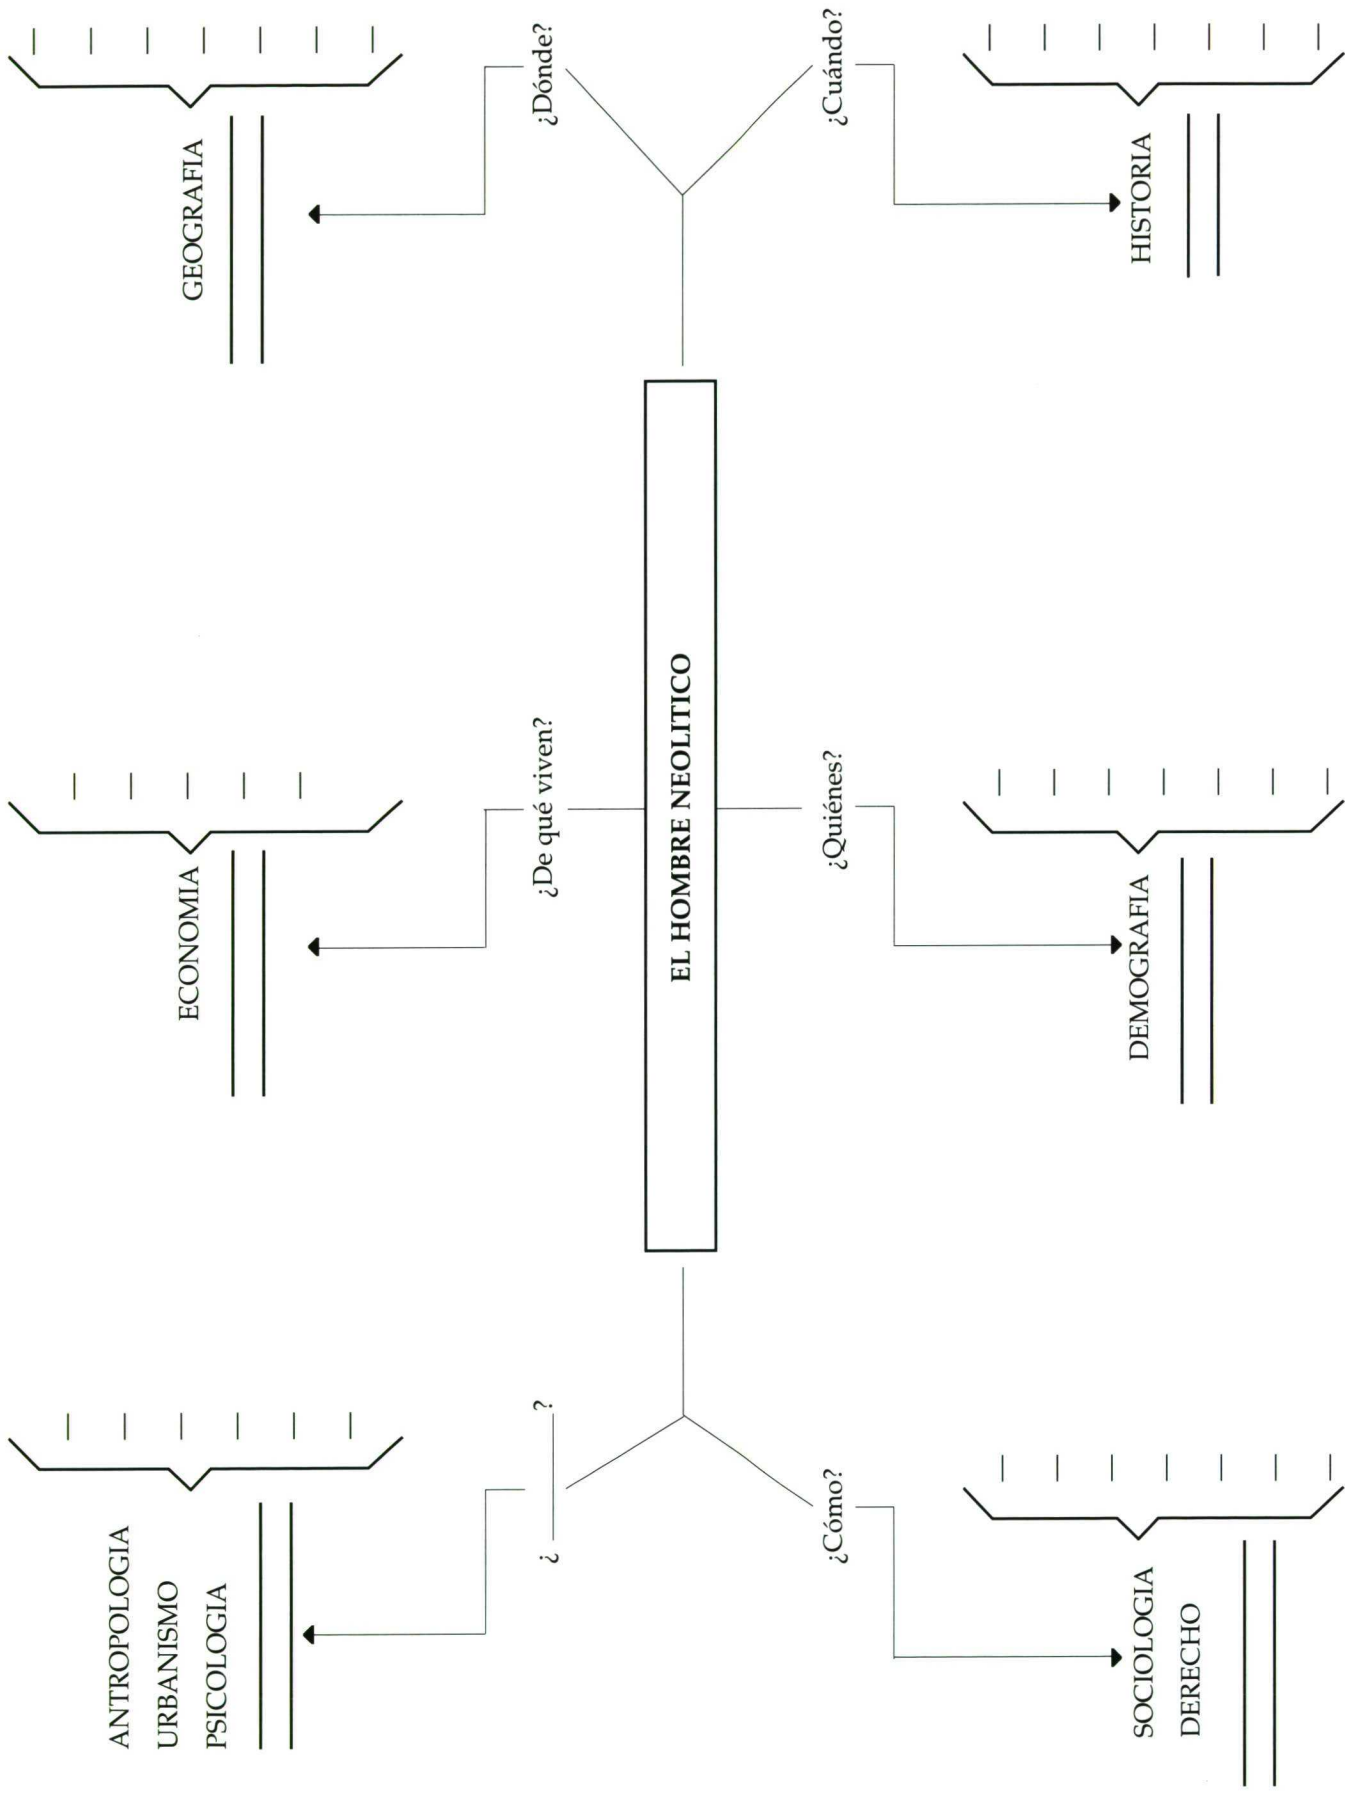 ANTROPOLOGIA
URBANISMO
PSICOLOGIA
ECONOMIA
GEOGRAFIA
¿________?
¿De qué viven?
¿Dónde?
EL HOMBRE NEOLITICO
¿Cómo?
¿Quiénes?
¿Cuándo?
SOCIOLOGIA
DERECHO
DEMOGRAFIA
HISTORIA